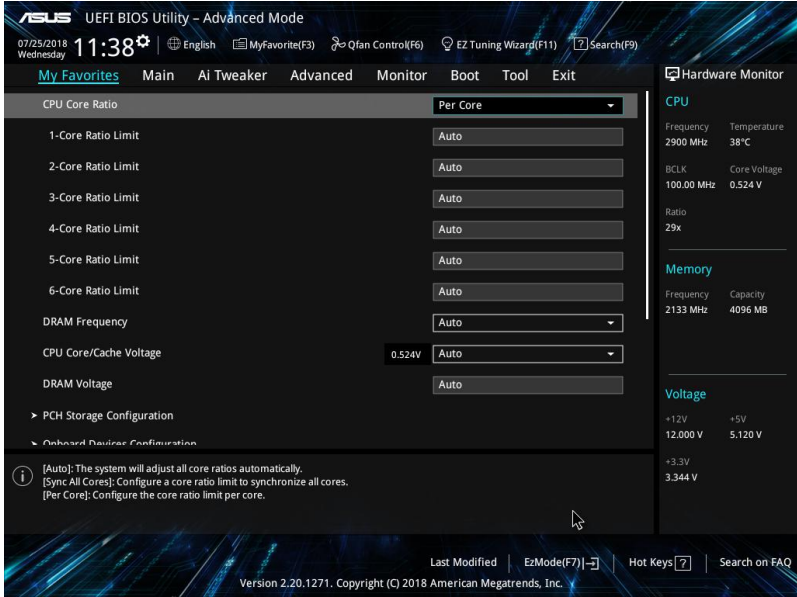 ASUS UEFI BIOS Utility – Advanced Mode
07/25/2018 Wednesday 11:38 English MyFavorite(F3) Qfan Control(F6) EZ Tuning Wizard(F11) ? Search(F9)
My Favorites Main Ai Tweaker Advanced Monitor Boot Tool Exit
CPU Core Ratio Per Core
1-Core Ratio Limit Auto
2-Core Ratio Limit Auto
3-Core Ratio Limit Auto
4-Core Ratio Limit Auto
5-Core Ratio Limit Auto
6-Core Ratio Limit Auto
DRAM Frequency Auto
CPU Core/Cache Voltage 0.524V Auto
DRAM Voltage Auto
> PCH Storage Configuration
> Onboard Devices Configuration
[Auto]: The system will adjust all core ratios automatically.
[Sync All Cores]: Configure a core ratio limit to synchronize all cores.
[Per Core]: Configure the core ratio limit per core.
Hardware Monitor
CPU
Frequency Temperature
2900 MHz 38°C
BCLK Core Voltage
100.00 MHz 0.524 V
Ratio
29x
Memory
Frequency Capacity
2133 MHz 4096 MB
Voltage
+12V +5V
12.000 V 5.120 V
+3.3V
3.344 V
Last Modified EzMode(F7) Hot Keys ? Search on FAQ
Version 2.20.1271. Copyright (C) 2018 American Megatrends, Inc.